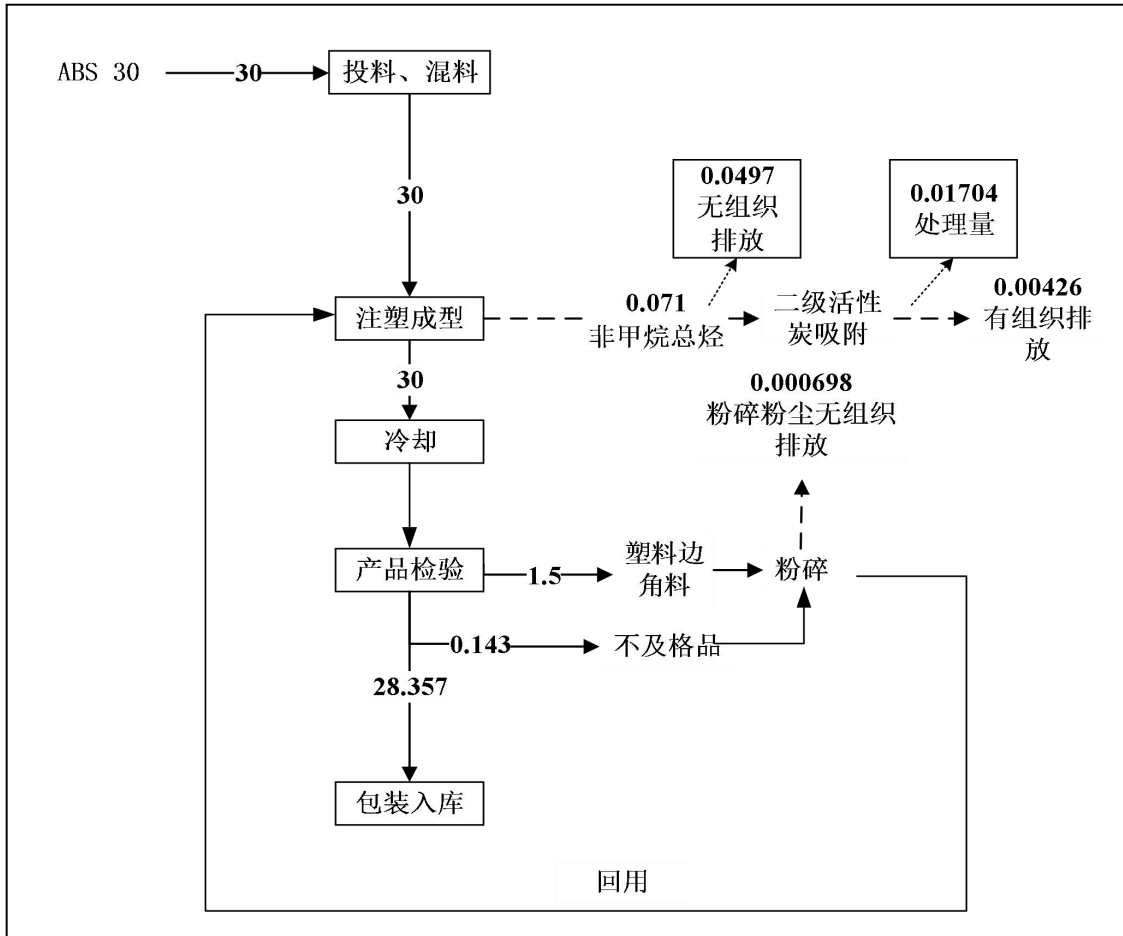 ABS 30
30
投料、混料
30
0.0497
无组织
排放
0.01704
处理量
注塑成型
0.071
非甲烷总烃
二级活性
炭吸附
0.00426
有组织排
放
30
0.000698
粉碎粉尘无组织
排放
冷却
产品检验
1.5
塑料边
角料
粉碎
0.143
不及格品
28.357
包装入库
回用